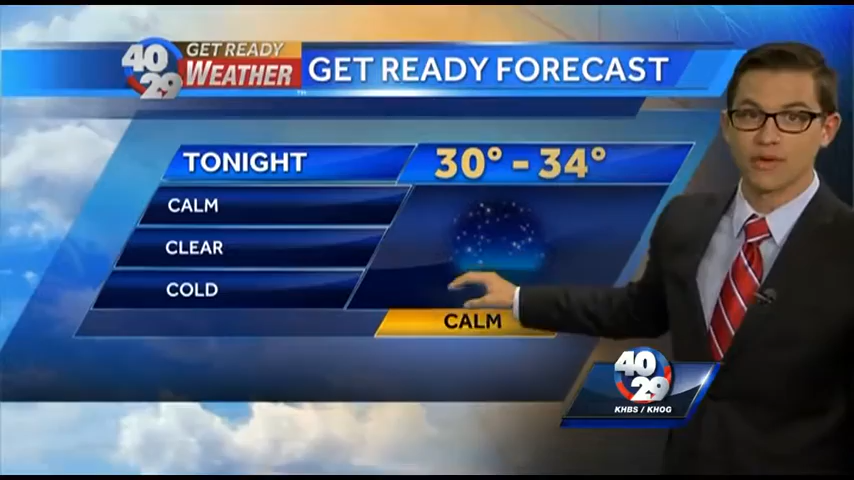 40
29
GET READY
WEATHER
GET READY FORECAST
TONIGHT
30° - 34°
CALM
CLEAR
COLD
CALM
40
29
KHBS / KHOG